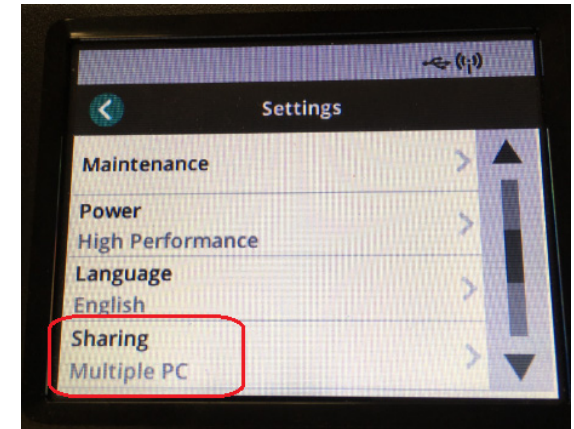 Settings
Maintenance
Power
High Performance
Language
English
Sharing
Multiple PC